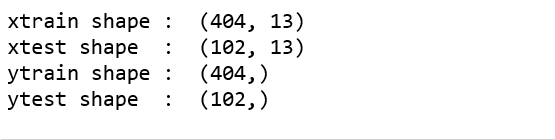 xtrain shape :  (404, 13)
xtest shape  :  (102, 13)
ytrain shape :  (404,)
ytest shape  :  (102,)